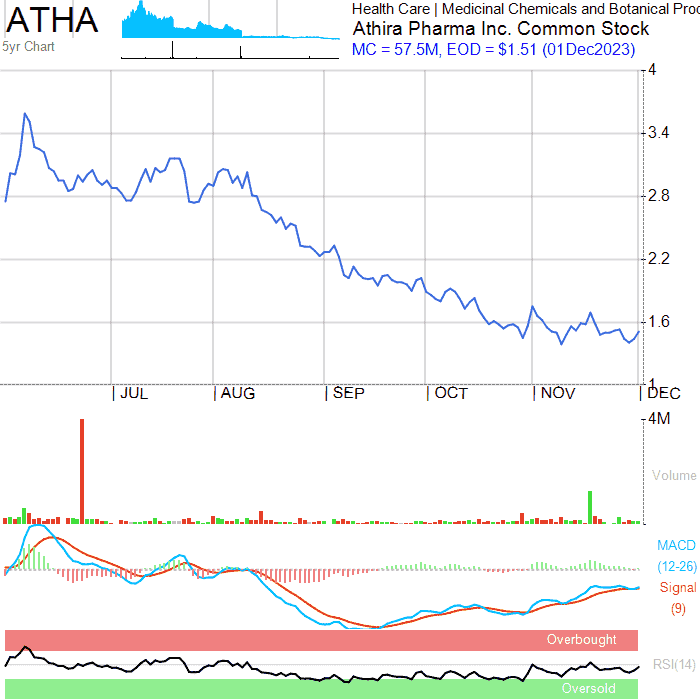 ATHA
5yr Chart
Health Care | Medicinal Chemicals and Botanical Proc
Athira Pharma Inc. Common Stock
MC = 57.5M, EOD = $1.51 (01Dec2023)
4
3.4
2.8
2.2
1.6
1
JUL
AUG
SEP
OCT
NOV
DEC
4M
Volume
MACD
(12-26)
Signal
(9)
Overbought
RSI(14)
Oversold